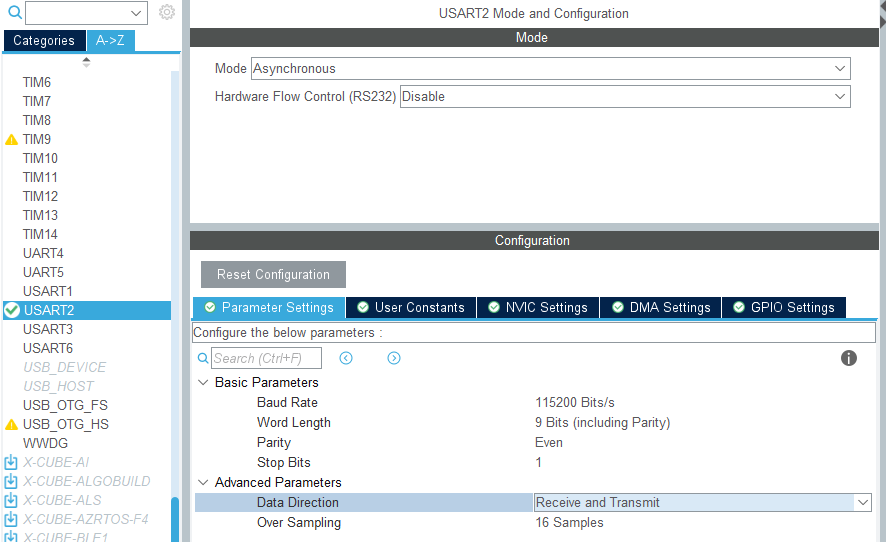 Categories A->Z
TIM6
TIM7
TIM8
TIM9
TIM10
TIM11
TIM12
TIM13
TIM14
UART4
UART5
USART1
USART2
USART3
USART6
USB_DEVICE
USB_HOST
USB_OTG_FS
USB_OTG_HS
WWDG
X-CUBE-AI
X-CUBE-ALGOBUILD
X-CUBE-ALS
X-CUBE-AZRTOS-F4
X-CUBE-BLE1
USART2 Mode and Configuration
Mode
Mode Asynchronous
Hardware Flow Control (RS232) Disable
Configuration
Reset Configuration
Parameter Settings User Constants NVIC Settings DMA Settings GPIO Settings
Configure the below parameters :
Search (Ctrl+F)
Basic Parameters
Baud Rate 115200 Bits/s
Word Length 9 Bits (including Parity)
Parity Even
Stop Bits 1
Advanced Parameters
Data Direction Receive and Transmit
Over Sampling 16 Samples